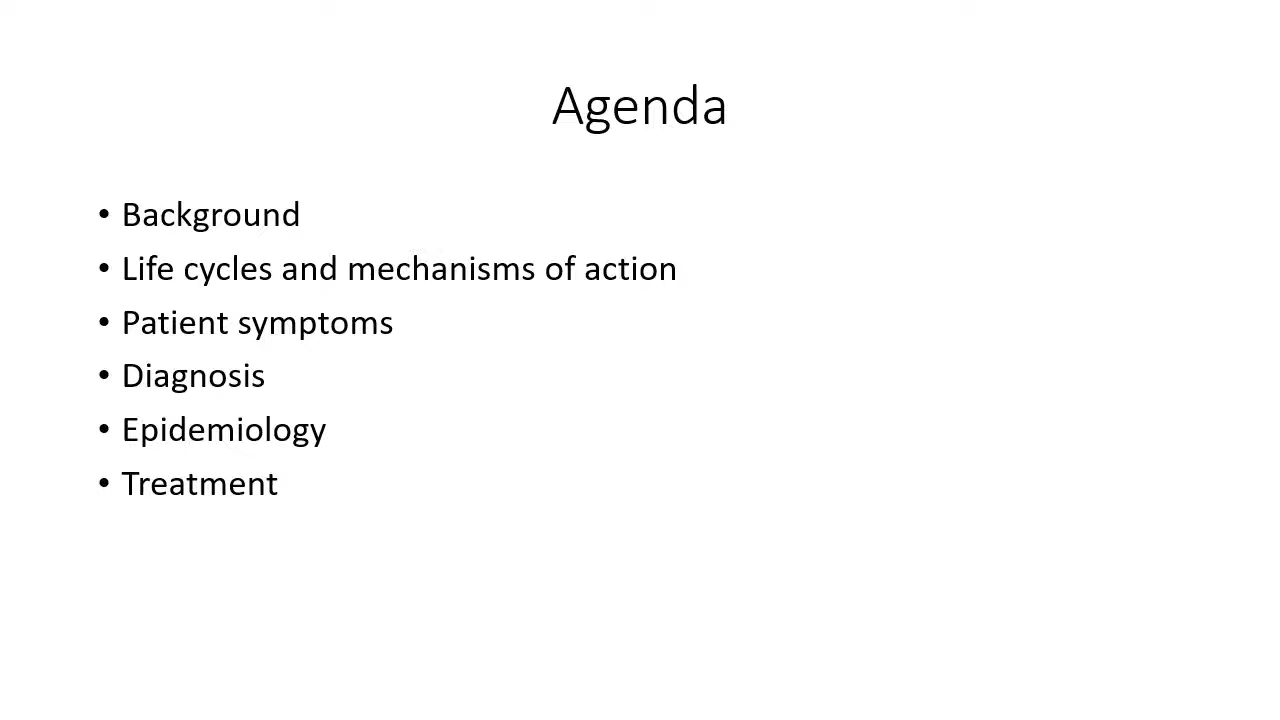 Agenda
• Background
• Life cycles and mechanisms of action
• Patient symptoms
• Diagnosis
• Epidemiology
• Treatment